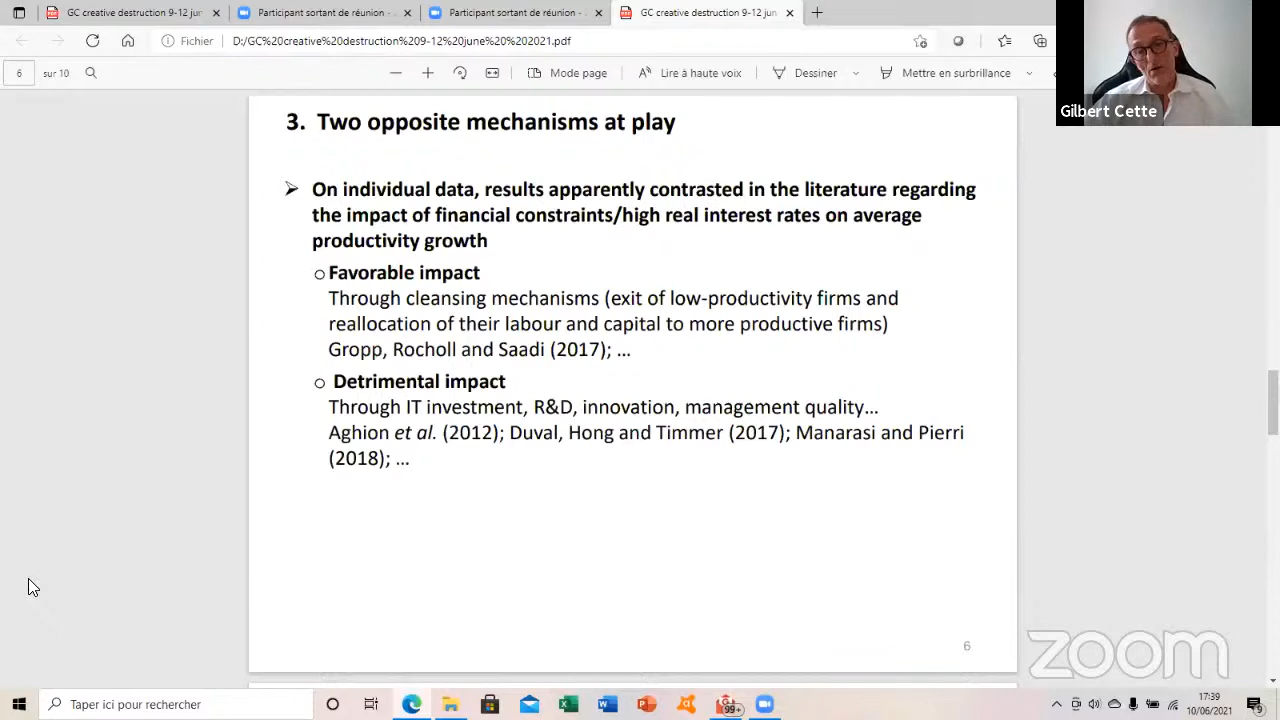 GC creative destruction 9-12 jun
Participant sortant de réunion -
Participant sortant de réunion -
GC creative destruction 9-12 jun
Fichier
D:/GC%20creative%20destruction%209-12%20june%20%202021.pdf
6 sur 10
Mode page
Lire à haute voix
Dessiner
Mettre en surbrillance
Gilbert Cette
3. Two opposite mechanisms at play
On individual data, results apparently contrasted in the literature regarding
the impact of financial constraints/high real interest rates on average
productivity growth
Favorable impact
Through cleansing mechanisms (exit of low-productivity firms and
reallocation of their labour and capital to more productive firms)
Gropp, Rocholl and Saadi (2017); ...
Detrimental impact
Through IT investment, R&D, innovation, management quality...
Aghion et al. (2012); Duval, Hong and Timmer (2017); Manarasi and Pierri
(2018); ...
6
zoom
Taper ici pour rechercher
99+
17:39
10/06/2021
9